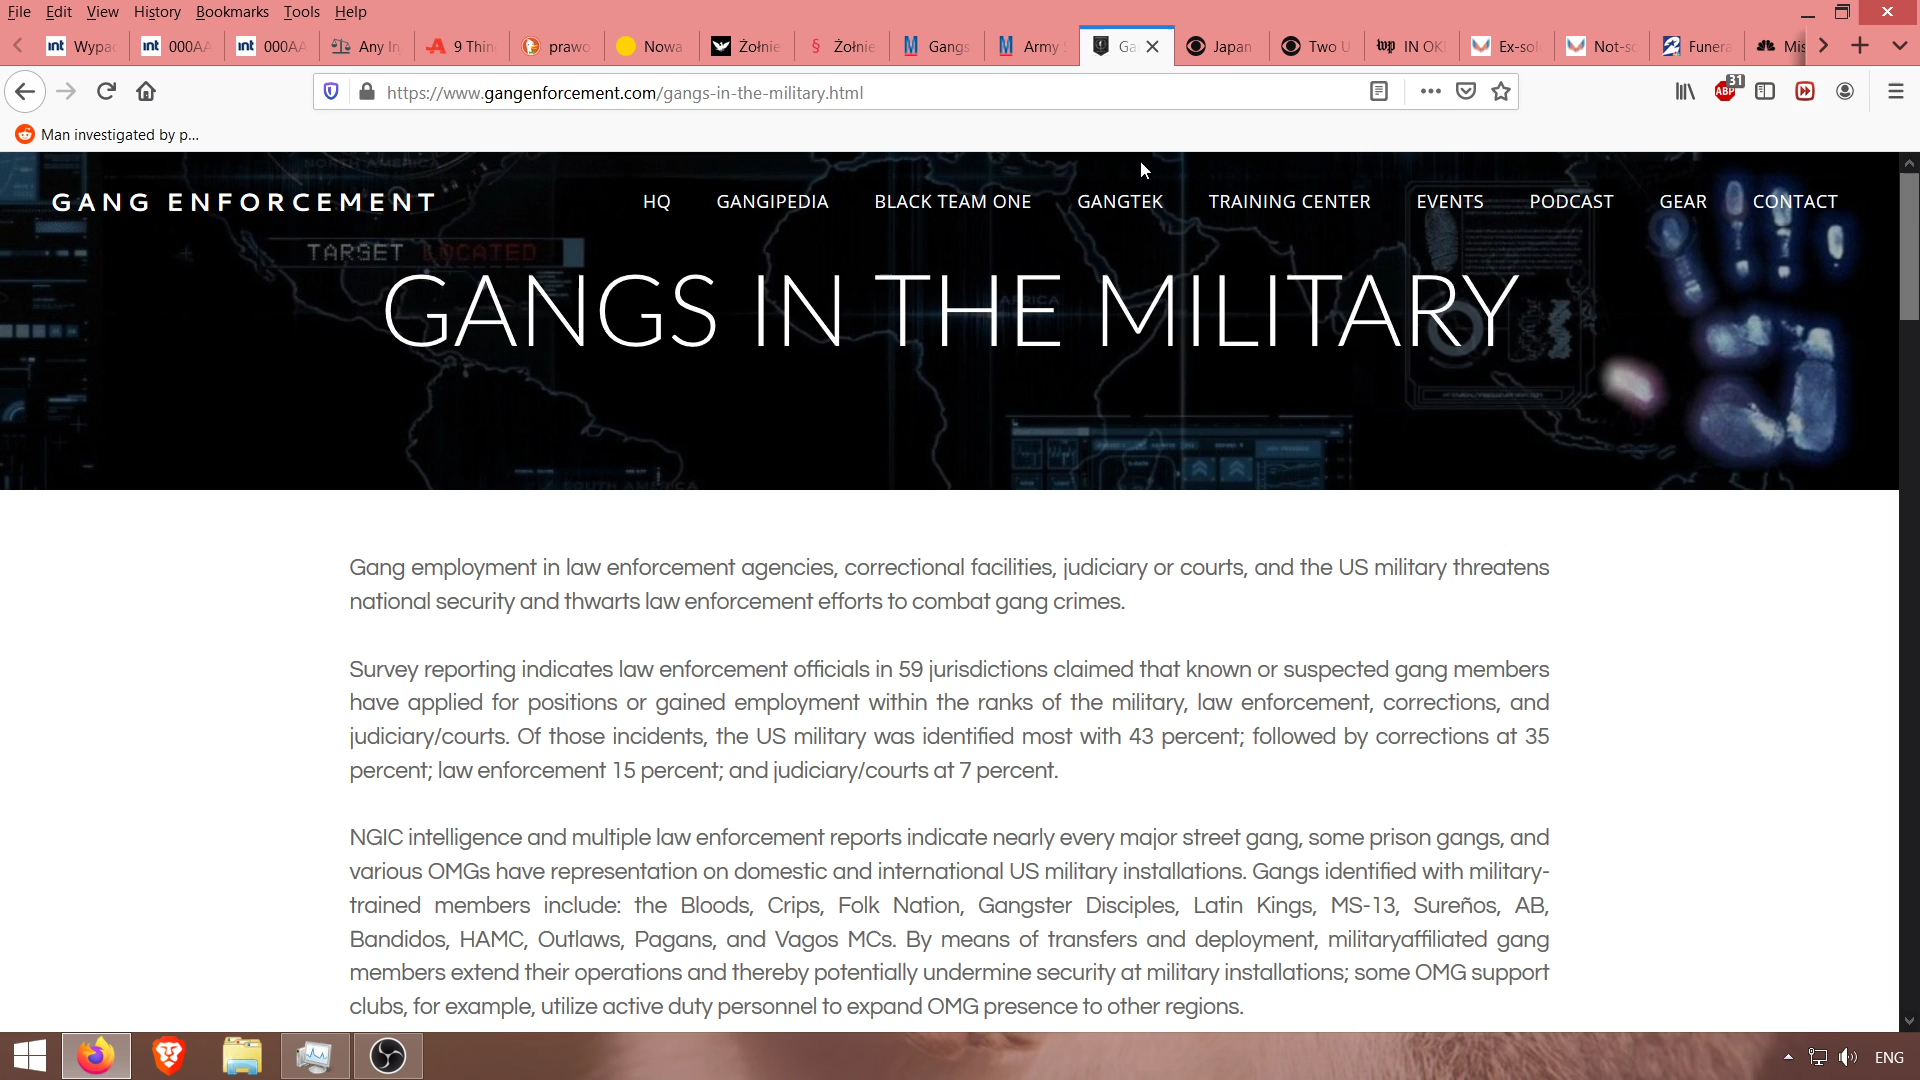 File Edit View History Bookmarks Tools Help
Wypad 000AA 000AA Any In 9 Thin prawo Nowa Żołnie Żołnie Gangs Army Ga Japan Two U IN OK Ex-sol Not-so Funera Mis
https://www.gangenforcement.com/gangs-in-the-military.html
ABP 31
Man investigated by p...
GANG ENFORCEMENT HQ GANGIPEDIA BLACK TEAM ONE GANGTEK TRAINING CENTER EVENTS PODCAST GEAR CONTACT
NORTH AMERICA
TARGET LOCATED
AFRICA
GANGS IN THE MILITARY
SOUTH AMERICA
Gang employment in law enforcement agencies, correctional facilities, judiciary or courts, and the US military threatens
national security and thwarts law enforcement efforts to combat gang crimes.
Survey reporting indicates law enforcement officials in 59 jurisdictions claimed that known or suspected gang members
have applied for positions or gained employment within the ranks of the military, law enforcement, corrections, and
judiciary/courts. Of those incidents, the US military was identified most with 43 percent; followed by corrections at 35
percent; law enforcement 15 percent; and judiciary/courts at 7 percent.
NGIC intelligence and multiple law enforcement reports indicate nearly every major street gang, some prison gangs, and
various OMGs have representation on domestic and international US military installations. Gangs identified with military-
trained members include: the Bloods, Crips, Folk Nation, Gangster Disciples, Latin Kings, MS-13, Sureños, AB,
Bandidos, HAMC, Outlaws, Pagans, and Vagos MCs. By means of transfers and deployment, militaryaffiliated gang
members extend their operations and thereby potentially undermine security at military installations; some OMG support
clubs, for example, utilize active duty personnel to expand OMG presence to other regions.
ENG